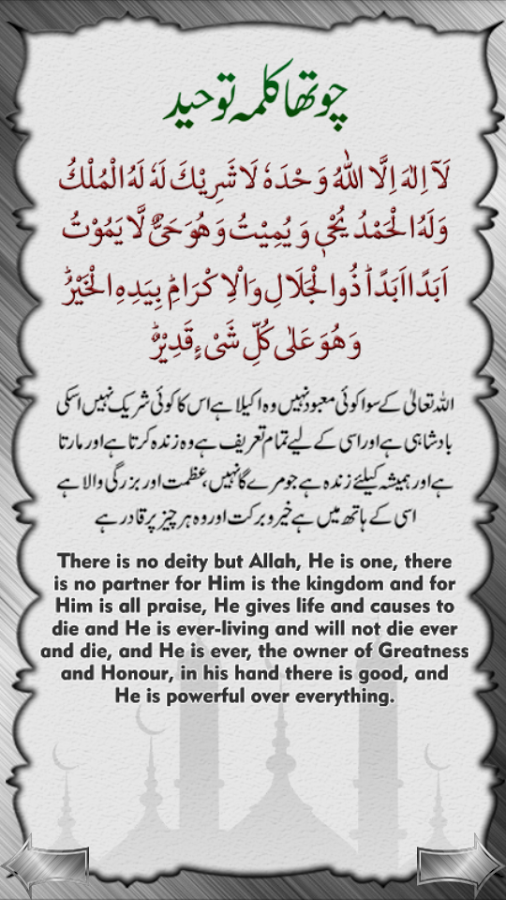 چوتھا کلمہ توحید
لَآ اِلٰهَ اِلَّا اللهُ وَحْدَهٗ لَا شَرِيْكَ لَهٗ لَهُ الْمُلْكُ
وَلَهُ الْحَمْدُ يُحْيٖ وَيُمِيْتُ وَهُوَ حَيٌّ لَّا يَمُوْتُ
اَبَدًا اَبَدًاؕ ذُوالْجَلَالِ وَالْاِكْرَامِؕ بِيَدِهِ الْخَيْرُؕ
وَهُوَ عَلٰى كُلِّ شَیْءٍ قَدِيْرٌؕ
اللہ تعالیٰ کے سوا کوئی معبود نہیں وہ اکیلا ہے اس کا کوئی شریک نہیں اسکی
بادشاہی ہے اور اسی کے لیے تمام تعریف ہے وہ زندہ کرتا ہے اور مارتا
ہے اور ہمیشہ کیلئے زندہ ہے جو مرے گا نہیں، عظمت اور بزرگی والا ہے
اسی کے ہاتھ میں ہے خیر و برکت اور وہ ہر چیز پر قادر ہے
There is no deity but Allah, He is one, there
is no partner for Him is the kingdom and for
Him is all praise, He gives life and causes to
die and He is ever-living and will not die ever
and die, and He is ever, the owner of Greatness
and Honour, in his hand there is good, and
He is powerful over everything.